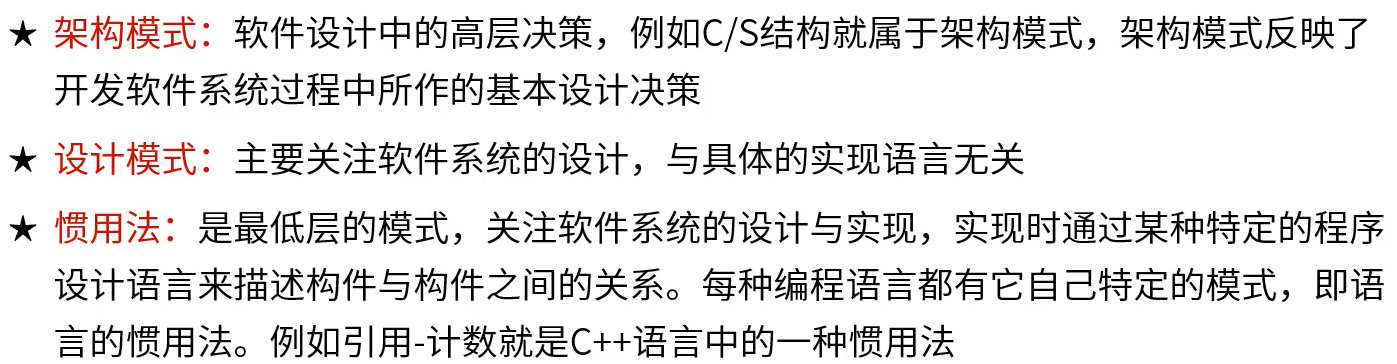 ★ 架构模式：软件设计中的高层决策，例如C/S结构就属于架构模式，架构模式反映了
开发软件系统过程中所作的基本设计决策
★ 设计模式：主要关注软件系统的设计，与具体的实现语言无关
★ 惯用法：是最低层的模式，关注软件系统的设计与实现，实现时通过某种特定的程序
设计语言来描述构件与构件之间的关系。每种编程语言都有它自己特定的模式，即语
言的惯用法。例如引用-计数就是C++语言中的一种惯用法